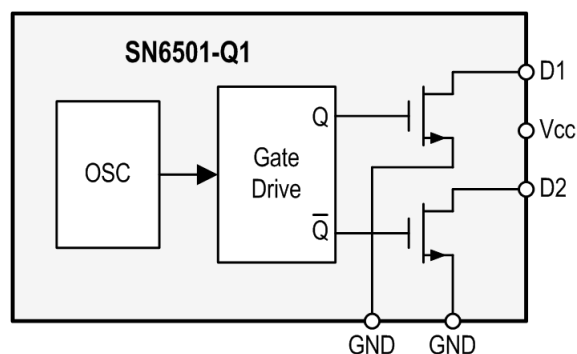 SN6501-Q1
D1
Q
Vcc
OSC
Gate
Drive
D2
Q̅
GND GND